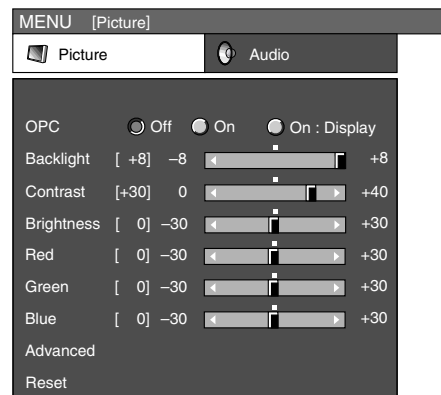 MENU [Picture]
Picture Audio
OPC Off On On : Display
Backlight [ +8] –8 +8
Contrast [+30] 0 +40
Brightness [ 0] –30 +30
Red [ 0] –30 +30
Green [ 0] –30 +30
Blue [ 0] –30 +30
Advanced
Reset